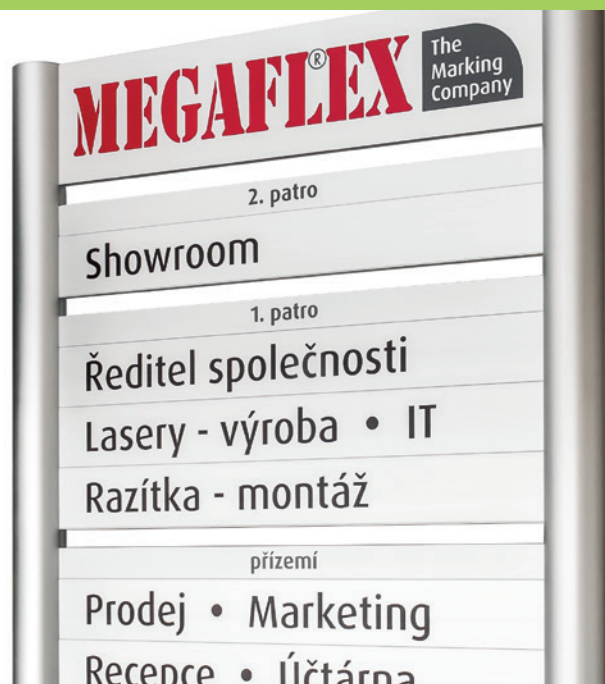 MEGAFLEX®
The
Marking
Company
2. patro
Showroom
1. patro
Ředitel společnosti
Lasery - výroba • IT
Razítka - montáž
přízemí
Prodej • Marketing
Recepce • Účtárna